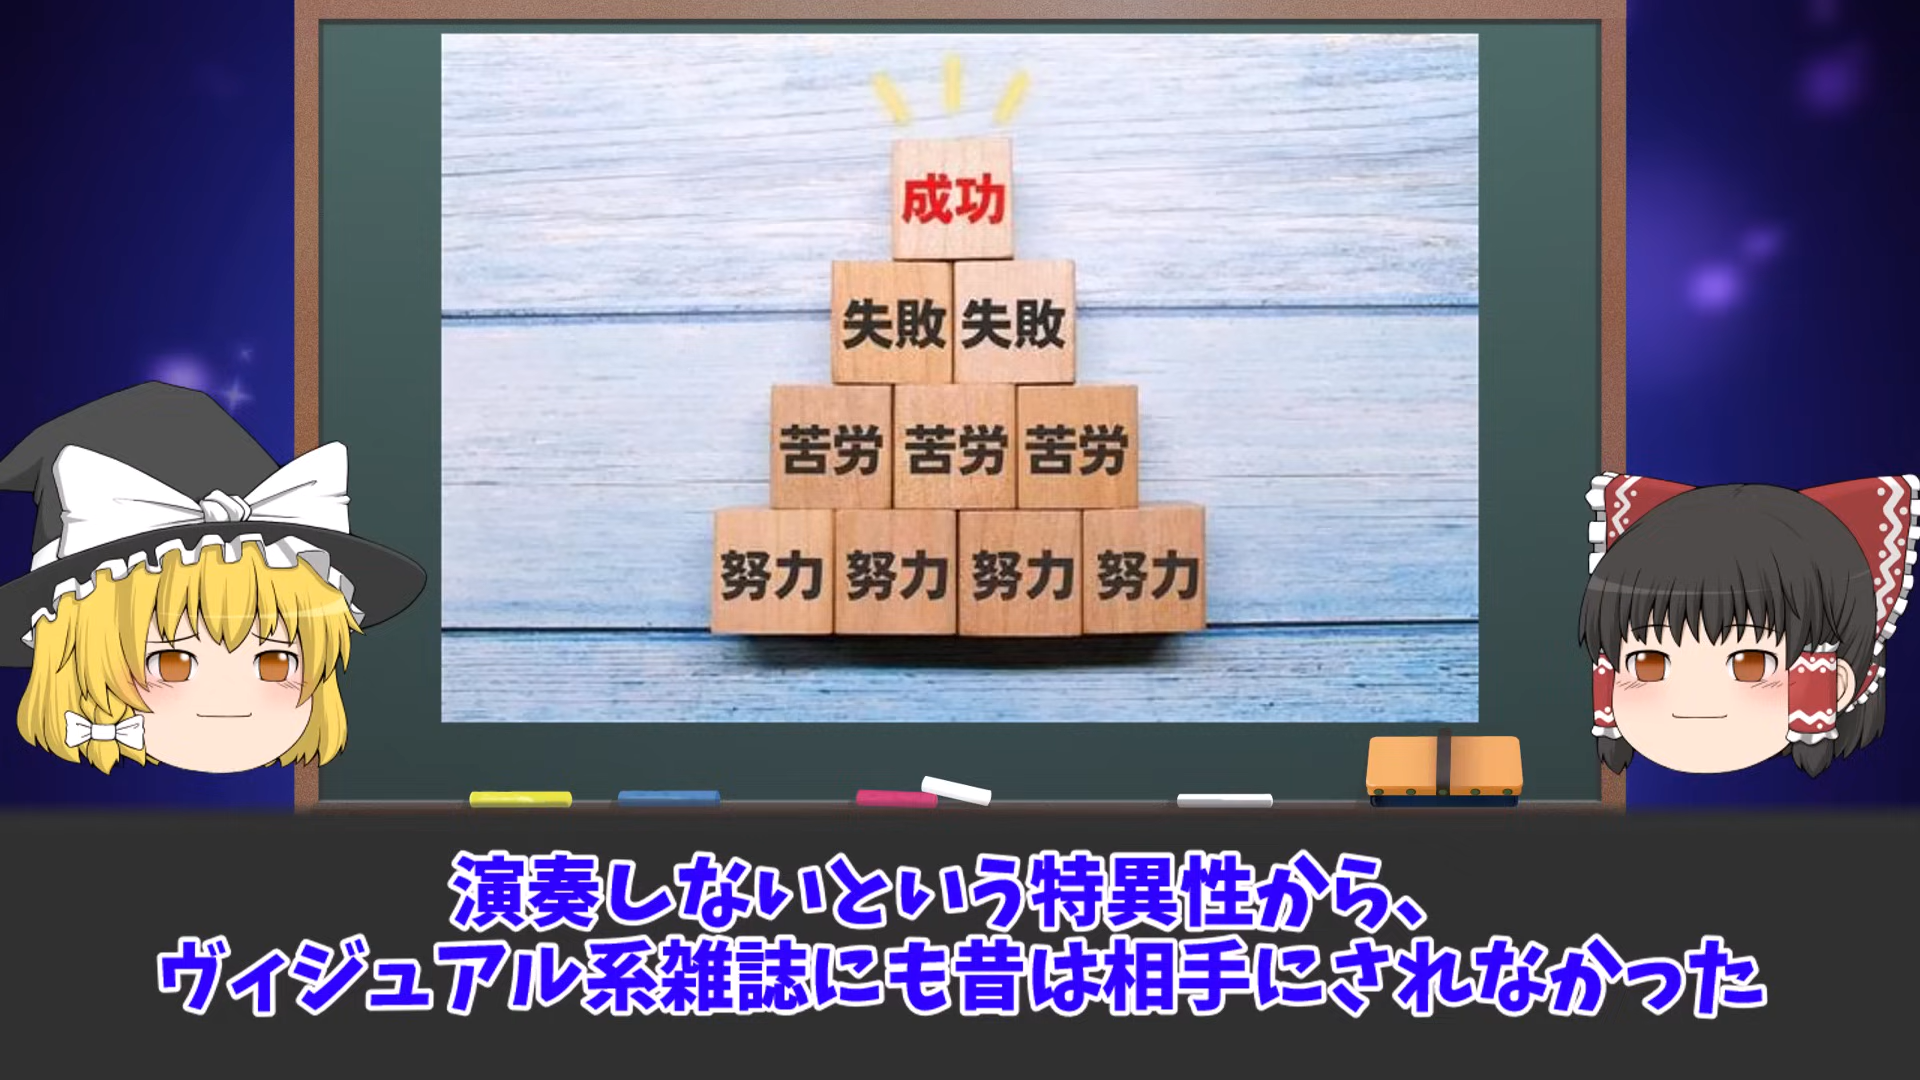 成功
失敗 失敗
苦労 苦労 苦労
努力 努力 努力 努力
演奏しないという特異性から、
ヴィジュアル系雑誌にも昔は相手にされなかった